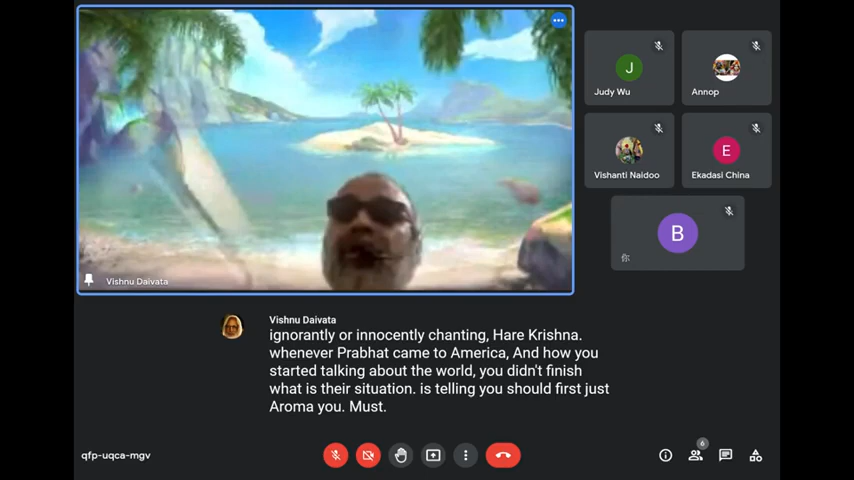 Vishnu Daivata
J
Judy Wu
Annop
Vishanti Naidoo
E
Ekadasi China
B
你
Vishnu Daivata
ignorantly or innocently chanting, Hare Krishna.
whenever Prabhat came to America, And how you
started talking about the world, you didn't finish
what is their situation. is telling you should first just
Aroma you. Must.
qfp-uqca-mgv
6